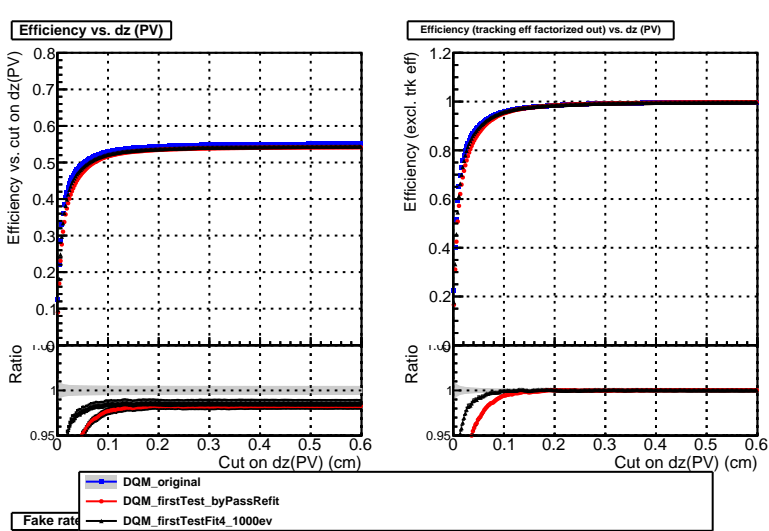 Efficiency vs. dz (PV)
Efficiency vs. cut on dz(PV)
0.8
0.7
0.6
0.5
0.4
0.3
0.2
0.1
0
Ratio
1
0.95
0 0.1 0.2 0.3 0.4 0.5 0.6
Cut on dz(PV) (cm)
Efficiency (tracking eff factorized out) vs. dz (PV)
Efficiency (excl. trk eff)
1.2
1
0.8
0.6
0.4
0.2
0
Ratio
1
0.95
0 0.1 0.2 0.3 0.4 0.5 0.6
Cut on dz(PV) (cm)
DQM_original
DQM_firstTest_byPassRefit
DQM_firstTestFit4_1000ev
Fake rate